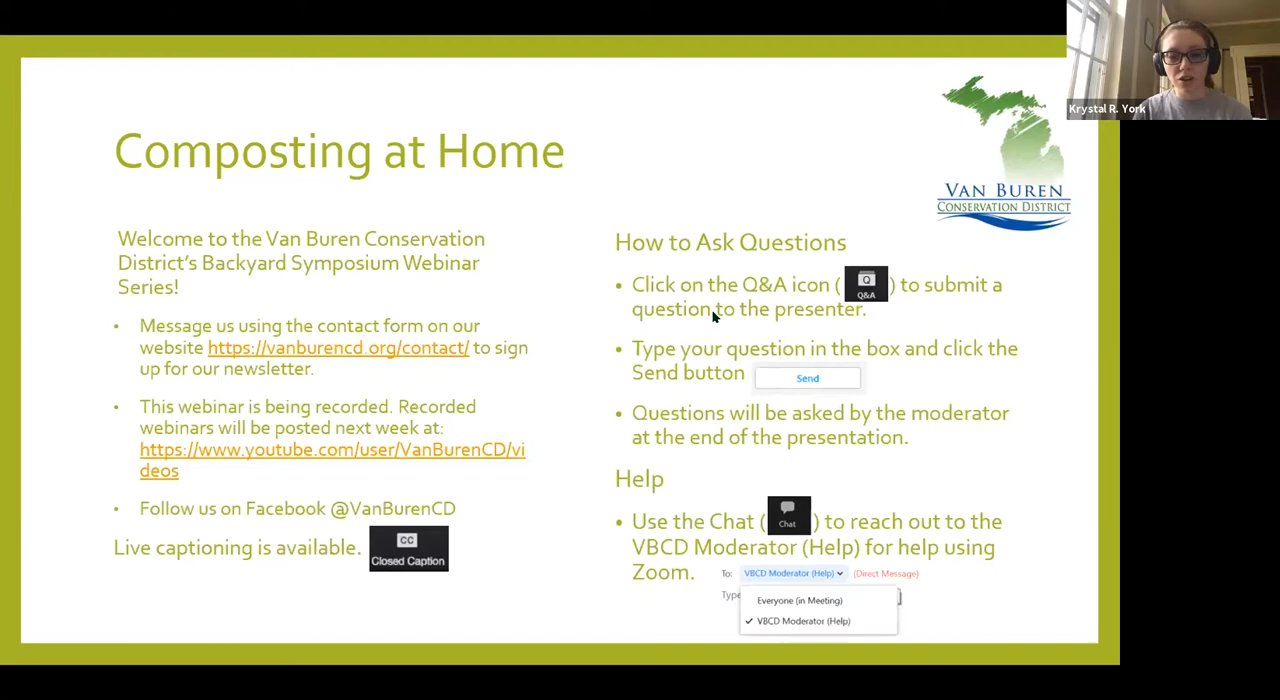 Krystal R. York
Composting at Home
VAN BUREN
CONSERVATION DISTRICT
Welcome to the Van Buren Conservation
District's Backyard Symposium Webinar
Series!
• Message us using the contact form on our
website https://vanburencd.org/contact/ to sign
up for our newsletter.
• This webinar is being recorded. Recorded
webinars will be posted next week at:
https://www.youtube.com/user/VanBurenCD/vi
deos
• Follow us on Facebook @VanBurenCD
Live captioning is available.
CC
Closed Caption
How to Ask Questions
• Click on the Q&A icon ( Q
Q&A ) to submit a
question to the presenter.
• Type your question in the box and click the
Send button Send
• Questions will be asked by the moderator
at the end of the presentation.
Help
• Use the Chat ( Chat ) to reach out to the
VBCD Moderator (Help) for help using
Zoom.
To: VBCD Moderator (Help) (Direct Message)
Type
Everyone (in Meeting)
✓ VBCD Moderator (Help)